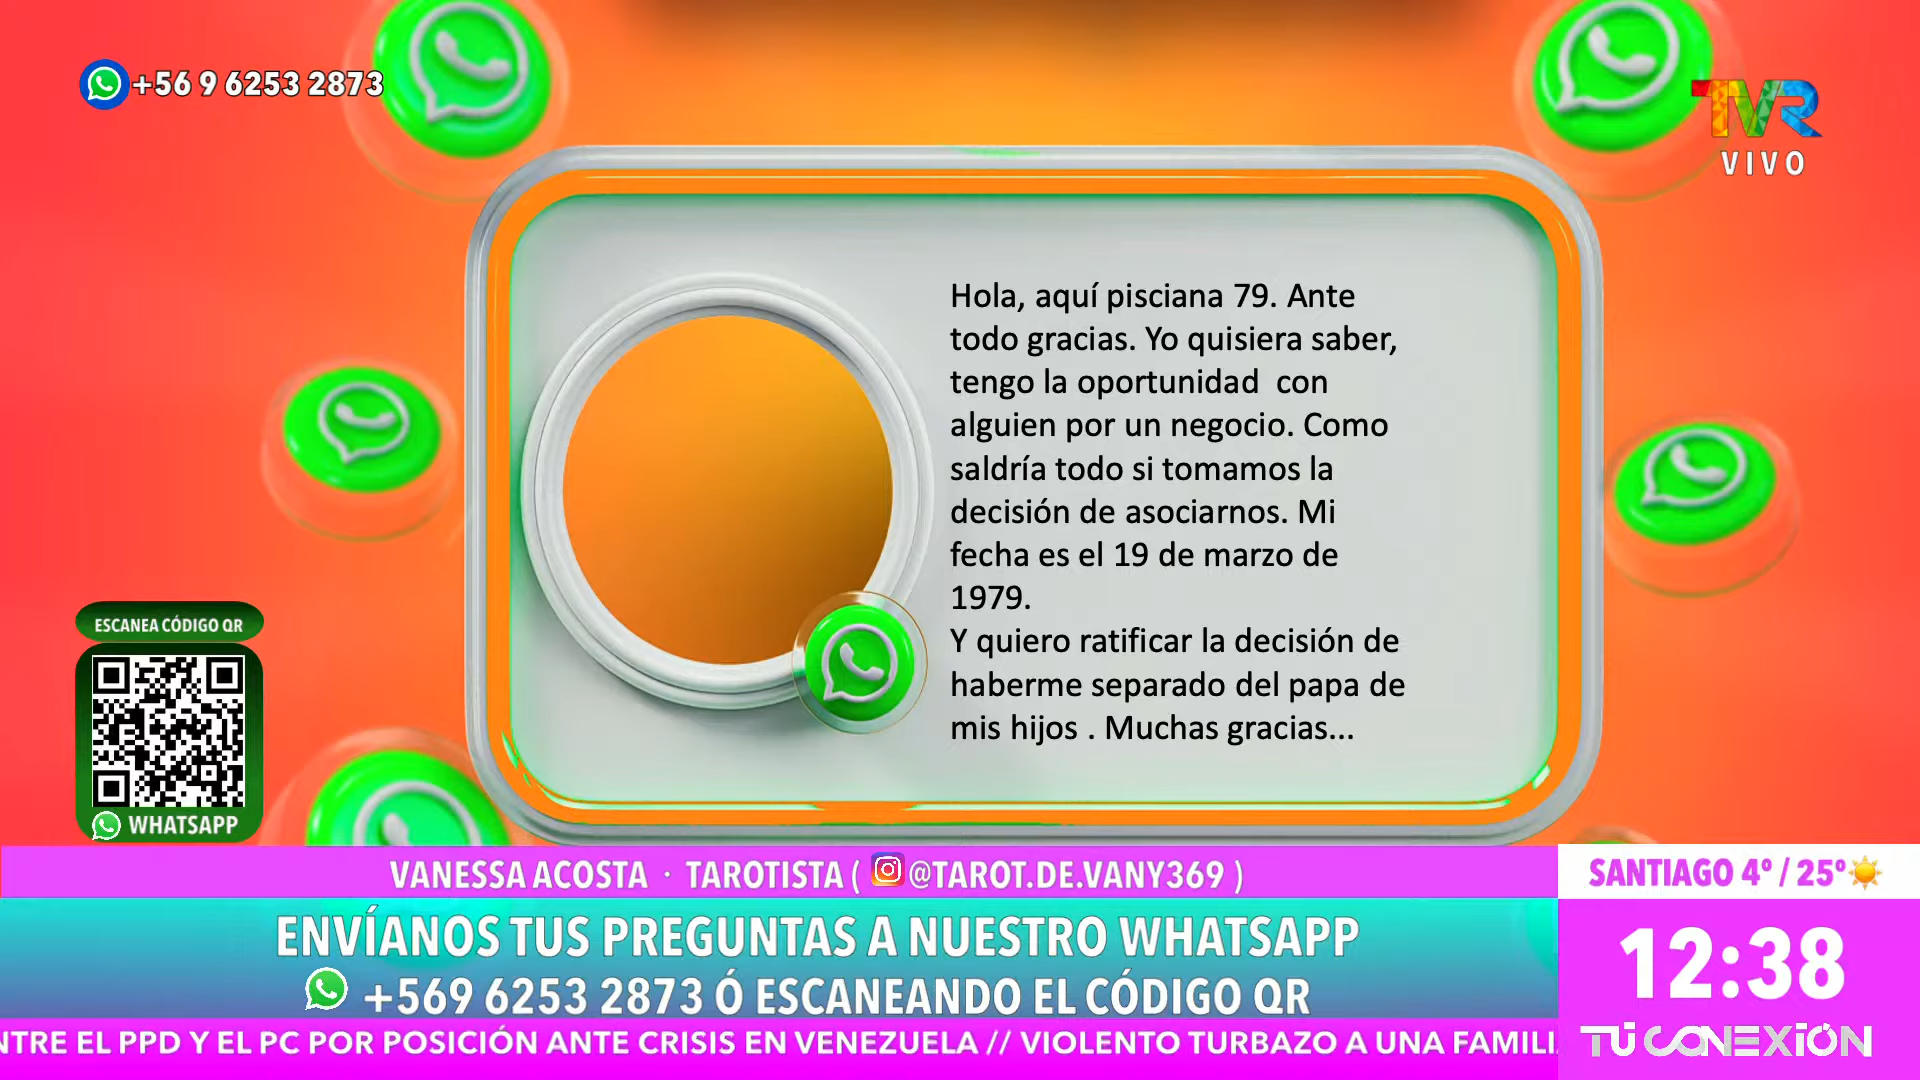 +56 9 6253 2873
TVR
VIVO
Hola, aquí pisciana 79. Ante
todo gracias. Yo quisiera saber,
tengo la oportunidad  con
alguien por un negocio. Como
saldría todo si tomamos la
decisión de asociarnos. Mi
fecha es el 19 de marzo de
1979.
Y quiero ratificar la decisión de
haberme separado del papa de
mis hijos . Muchas gracias...
ESCANEA CÓDIGO QR
WHATSAPP
VANESSA ACOSTA · TAROTISTA ( @TAROT.DE.VANY369 )
SANTIAGO 4º / 25º
ENVÍANOS TUS PREGUNTAS A NUESTRO WHATSAPP
+569 6253 2873 Ó ESCANEANDO EL CÓDIGO QR
12:38
NTRE EL PPD Y EL PC POR POSICIÓN ANTE CRISIS EN VENEZUELA // VIOLENTO TURBAZO A UNA FAMILI
TÚ CONEXIÓN